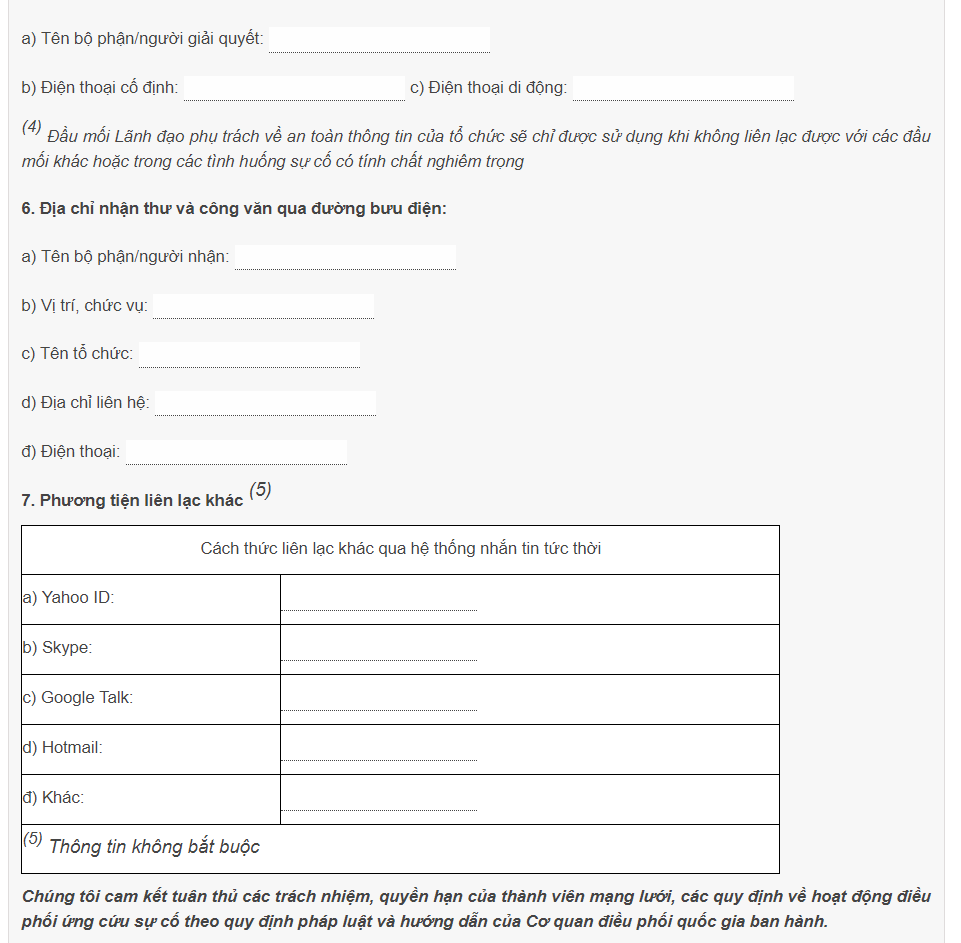 a) Tên bộ phận/người giải quyết:
b) Điện thoại cố định: c) Điện thoại di động:
(4) Đầu mối Lãnh đạo phụ trách về an toàn thông tin của tổ chức sẽ chỉ được sử dụng khi không liên lạc được với các đầu
mối khác hoặc trong các tình huống sự cố có tính chất nghiêm trọng
6. Địa chỉ nhận thư và công văn qua đường bưu điện:
a) Tên bộ phận/người nhận:
b) Vị trí, chức vụ:
c) Tên tổ chức:
d) Địa chỉ liên hệ:
đ) Điện thoại:
7. Phương tiện liên lạc khác (5)
Cách thức liên lạc khác qua hệ thống nhắn tin tức thời
a) Yahoo ID:
b) Skype:
c) Google Talk:
d) Hotmail:
đ) Khác:
(5) Thông tin không bắt buộc
Chúng tôi cam kết tuân thủ các trách nhiệm, quyền hạn của thành viên mạng lưới, các quy định về hoạt động điều
phối ứng cứu sự cố theo quy định pháp luật và hướng dẫn của Cơ quan điều phối quốc gia ban hành.